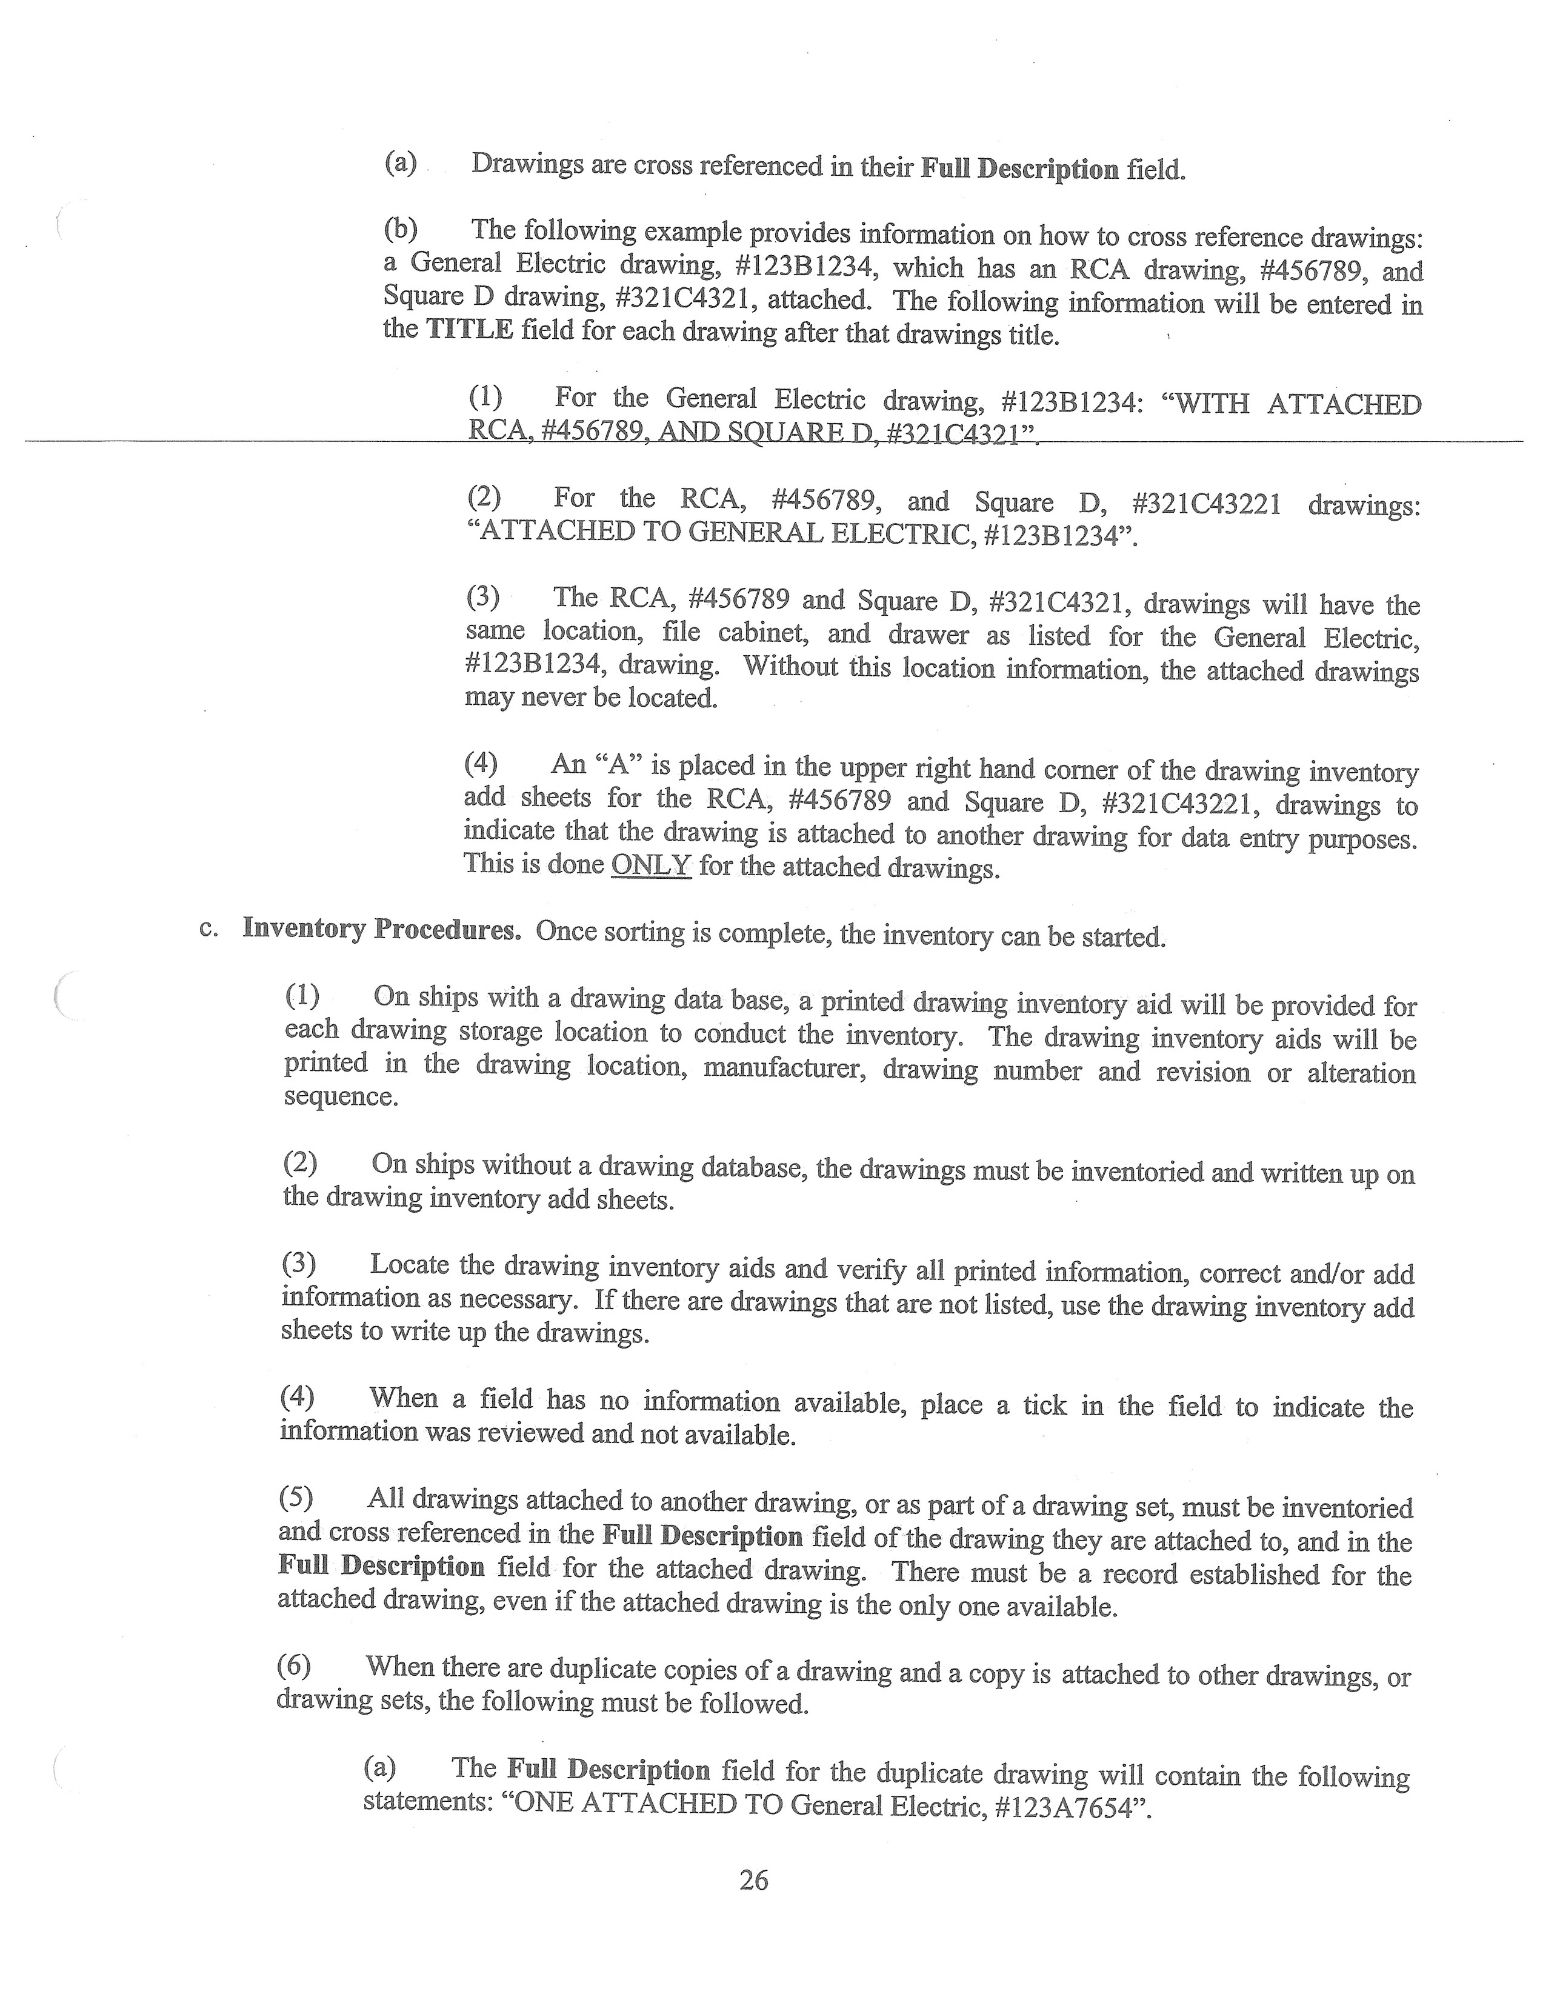 (a) Drawings are cross referenced in their Full Description field.
(b) The following example provides information on how to cross reference drawings:
a General Electric drawing, #123B1234, which has an RCA drawing, #456789, and
Square D drawing, #321C4321, attached. The following information will be entered in
the TITLE field for each drawing after that drawings title.
(1) For the General Electric drawing, #123B1234: “WITH ATTACHED
RCA, #456789, AND SQUARE D, #321C4321”.
(2) For the RCA, #456789, and Square D, #321C43221 drawings:
“ATTACHED TO GENERAL ELECTRIC, #123B1234”.
(3) The RCA, #456789 and Square D, #321C4321, drawings will have the
same location, file cabinet, and drawer as listed for the General Electric,
#123B1234, drawing. Without this location information, the attached drawings
may never be located.
(4) An “A” is placed in the upper right hand corner of the drawing inventory
add sheets for the RCA, #456789 and Square D, #321C43221, drawings to
indicate that the drawing is attached to another drawing for data entry purposes.
This is done ONLY for the attached drawings.
c. Inventory Procedures. Once sorting is complete, the inventory can be started.
(1) On ships with a drawing data base, a printed drawing inventory aid will be provided for
each drawing storage location to conduct the inventory. The drawing inventory aids will be
printed in the drawing location, manufacturer, drawing number and revision or alteration
sequence.
(2) On ships without a drawing database, the drawings must be inventoried and written up on
the drawing inventory add sheets.
(3) Locate the drawing inventory aids and verify all printed information, correct and/or add
information as necessary. If there are drawings that are not listed, use the drawing inventory add
sheets to write up the drawings.
(4) When a field has no information available, place a tick in the field to indicate the
information was reviewed and not available.
(5) All drawings attached to another drawing, or as part of a drawing set, must be inventoried
and cross referenced in the Full Description field of the drawing they are attached to, and in the
Full Description field for the attached drawing. There must be a record established for the
attached drawing, even if the attached drawing is the only one available.
(6) When there are duplicate copies of a drawing and a copy is attached to other drawings, or
drawing sets, the following must be followed.
(a) The Full Description field for the duplicate drawing will contain the following
statements: “ONE ATTACHED TO General Electric, #123A7654”.
26